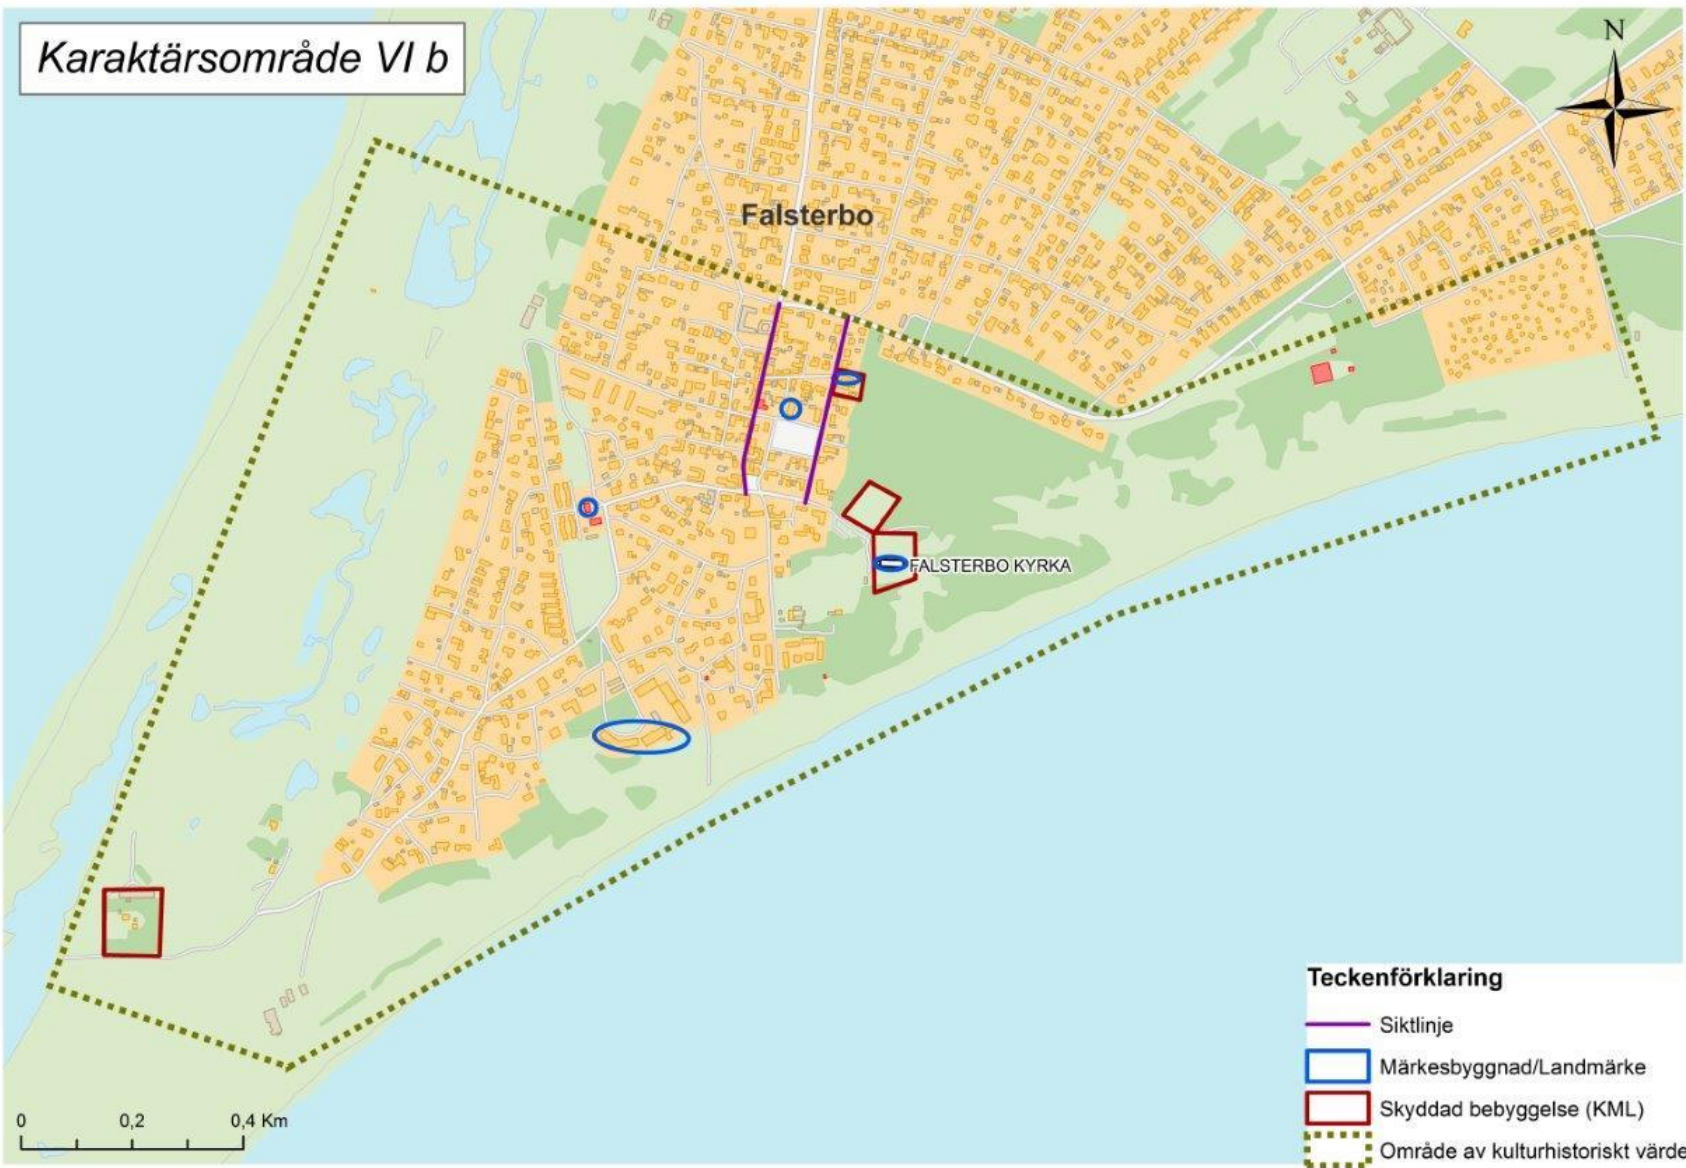 Karaktärsområde VI b
N
Falsterbo
FALSTERBO KYRKA
Teckenförklaring
Siktlinje
Märkesbyggnad/Landmärke
Skyddad bebyggelse (KML)
Område av kulturhistoriskt värde
0 0,2 0,4 Km